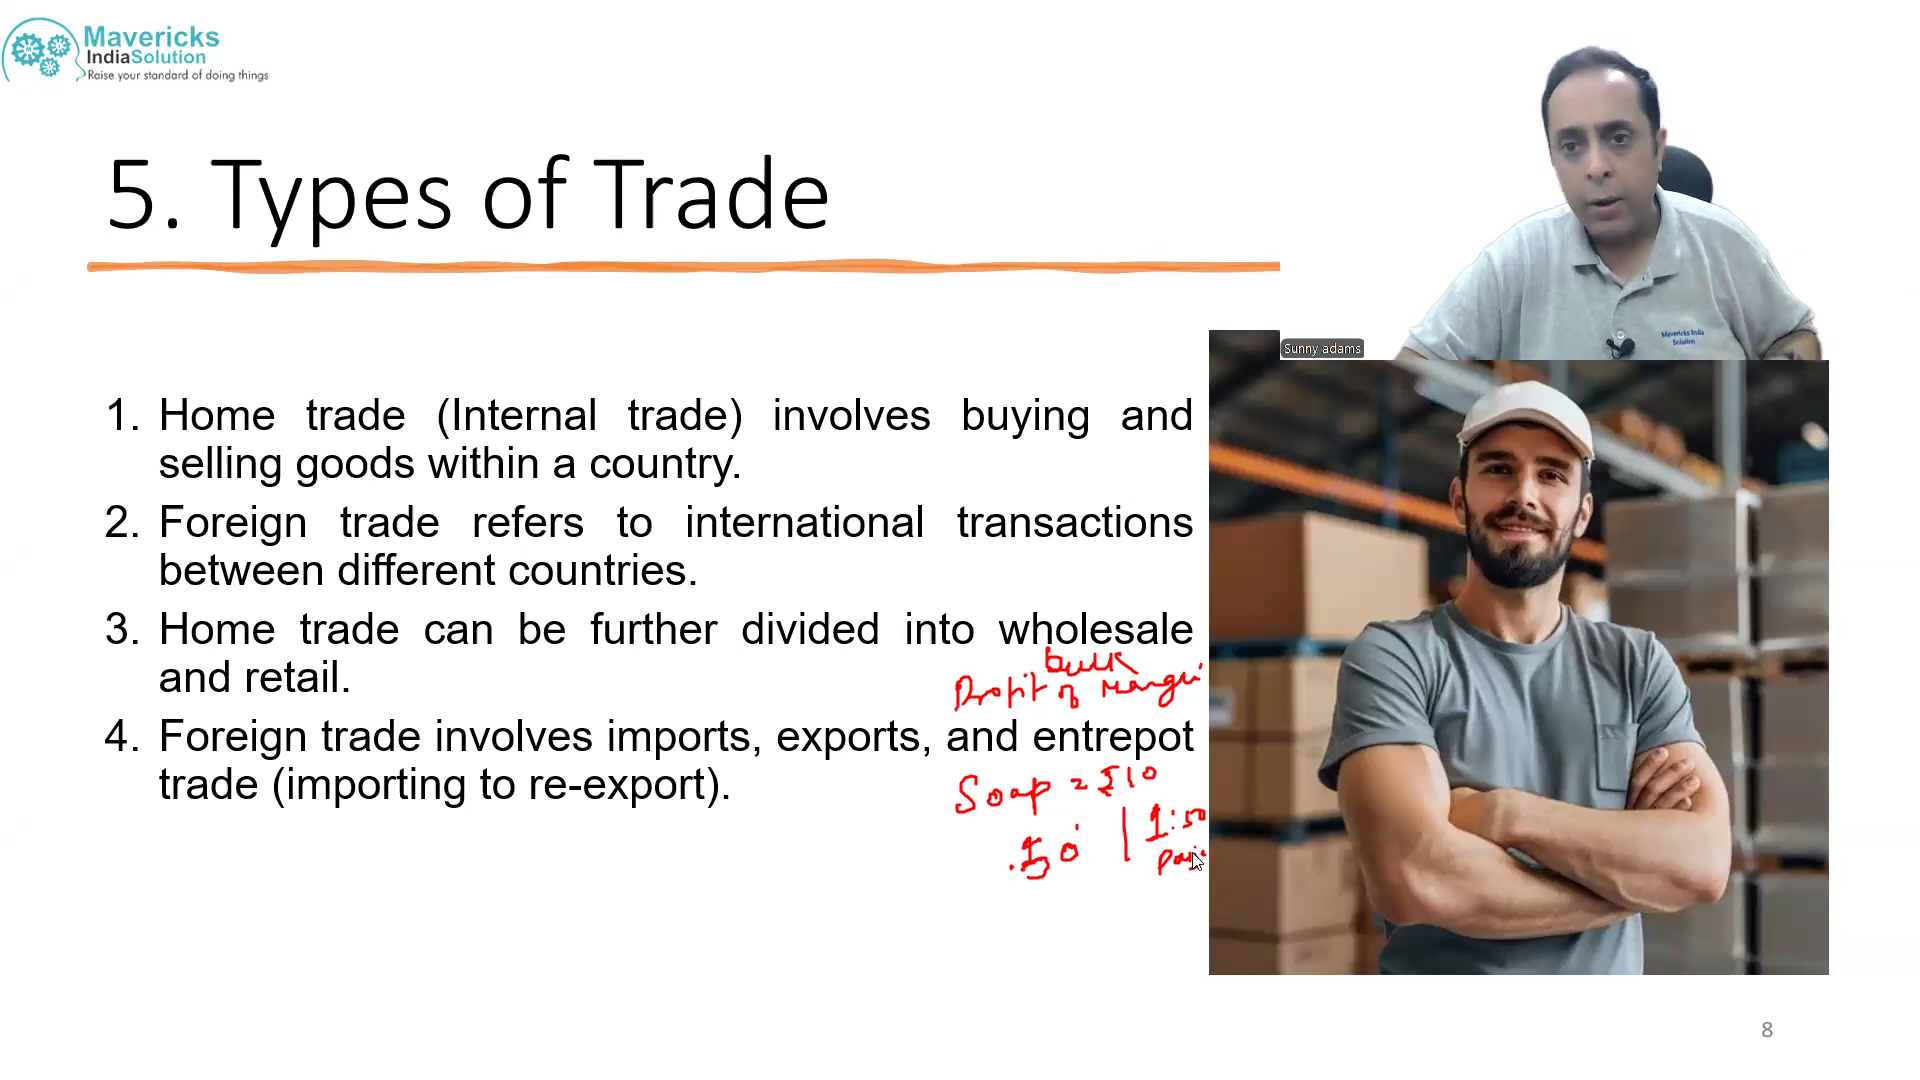 Mavericks
IndiaSolution
Raise your standard of doing things
5. Types of Trade
Sunny adams
Mavericks India
Solution
1. Home trade (Internal trade) involves buying and
selling goods within a country.
2. Foreign trade refers to international transactions
between different countries.
3. Home trade can be further divided into wholesale
and retail.
bulk
Profit of Margin
4. Foreign trade involves imports, exports, and entrepot
trade (importing to re-export).
Soap = ₹10
8